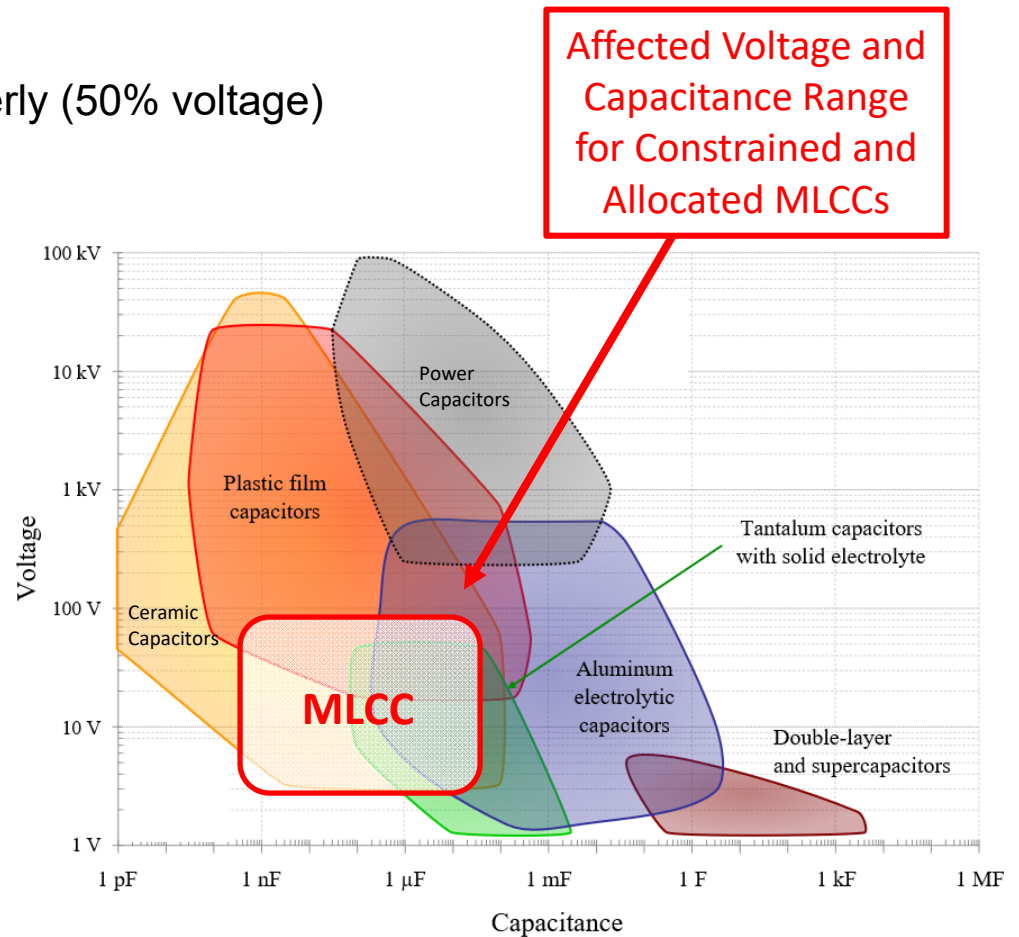 (50% voltage)
Affected Voltage and
Capacitance Range
for Constrained and
Allocated MLCCs
100 kV
10 kV
1 kV
100 V
10 V
1 V
Voltage
Power
Capacitors
Plastic film
capacitors
Tantalum capacitors
with solid electrolyte
Ceramic
Capacitors
MLCC
Aluminum
electrolytic
capacitors
Double-layer
and supercapacitors
1 pF
1 nF
1 µF
1 mF
1 F
1 kF
1 MF
Capacitance